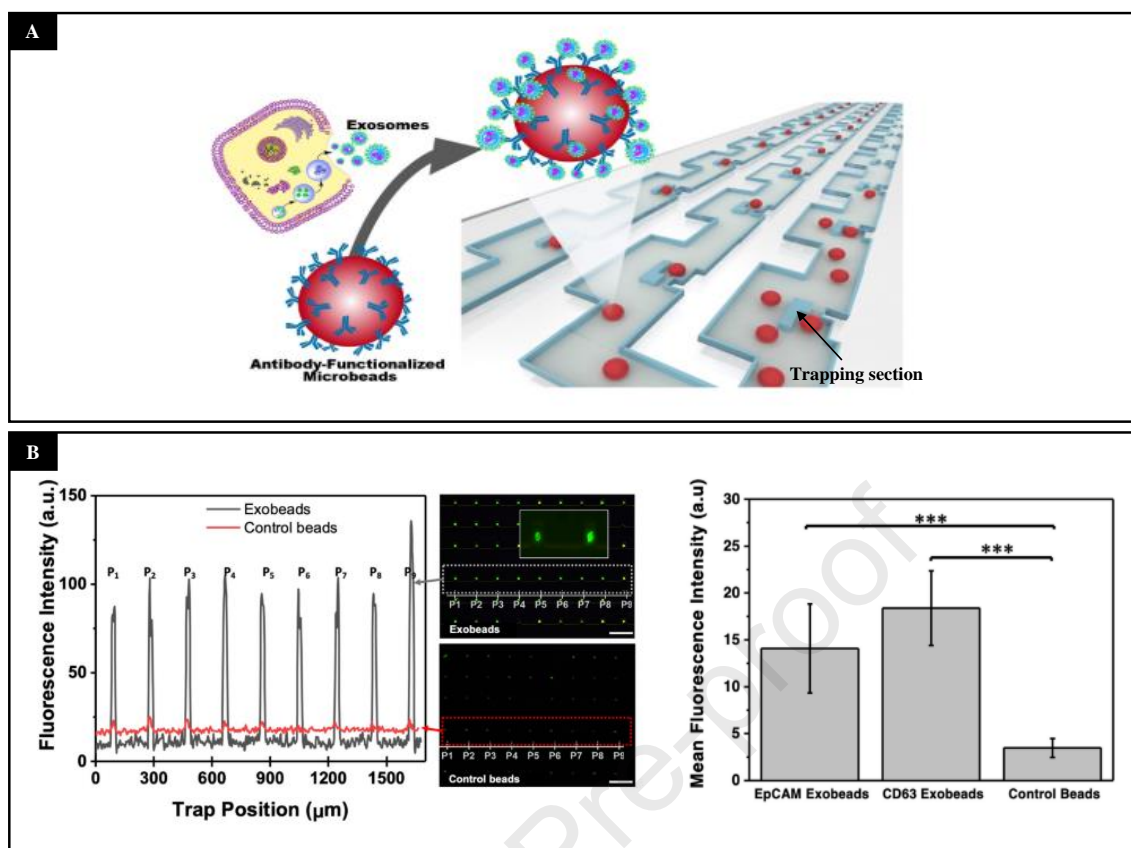 A
Exosomes
Antibody-Functionalized
Microbeads
Trapping section
B
150
100
50
0
Fluorescence Intensity (a.u.)
Exobeads
Control beads
P1 P2 P3 P4 P5 P6 P7 P8 P9
0 300 600 900 1200 1500
Trap Position (µm)
P1 P2 P3 P4 P5 P6 P7 P8 P9
Exobeads
P1 P2 P3 P4 P5 P6 P7 P8 P9
Control beads
30
25
20
15
10
5
0
Mean Fluorescence Intensity (a.u)
***
***
EpCAM Exobeads CD63 Exobeads Control Beads
Pre-proof